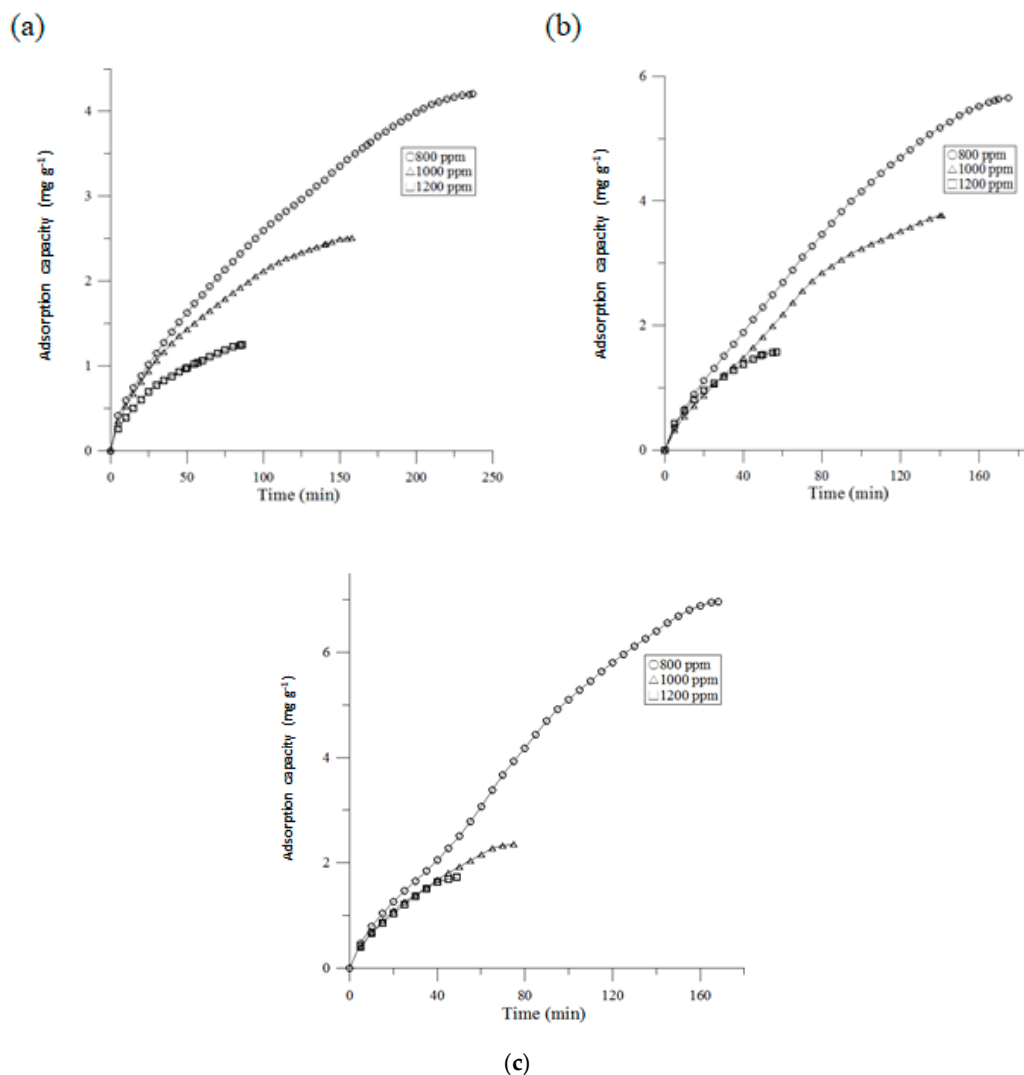 (a)
Adsorption capacity (mg g⁻¹)
4
3
2
1
0
800 ppm
1000 ppm
1200 ppm
0 50 100 150 200 250
Time (min)
(b)
Adsorption capacity (mg g⁻¹)
6
4
2
0
800 ppm
1000 ppm
1200 ppm
0 40 80 120 160
Time (min)
Adsorption capacity (mg g⁻¹)
6
4
2
0
800 ppm
1000 ppm
1200 ppm
0 40 80 120 160
Time (min)
(c)